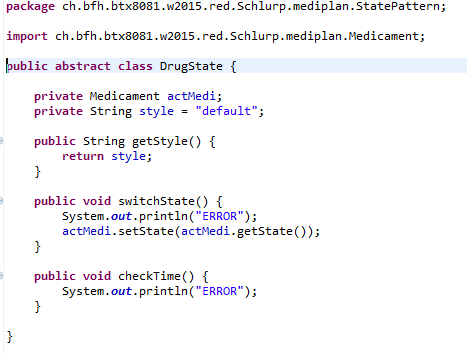 package ch.bfh.btx8081.w2015.red.Schlurp.mediplan.StatePattern;
import ch.bfh.btx8081.w2015.red.Schlurp.mediplan.Medicament;
public abstract class DrugState {
private Medicament actMedi;
private String style = "default";
public String getStyle() {
return style;
}
public void switchState() {
System.out.println("ERROR");
actMedi.setState(actMedi.getState());
}
public void checkTime() {
System.out.println("ERROR");
}
}